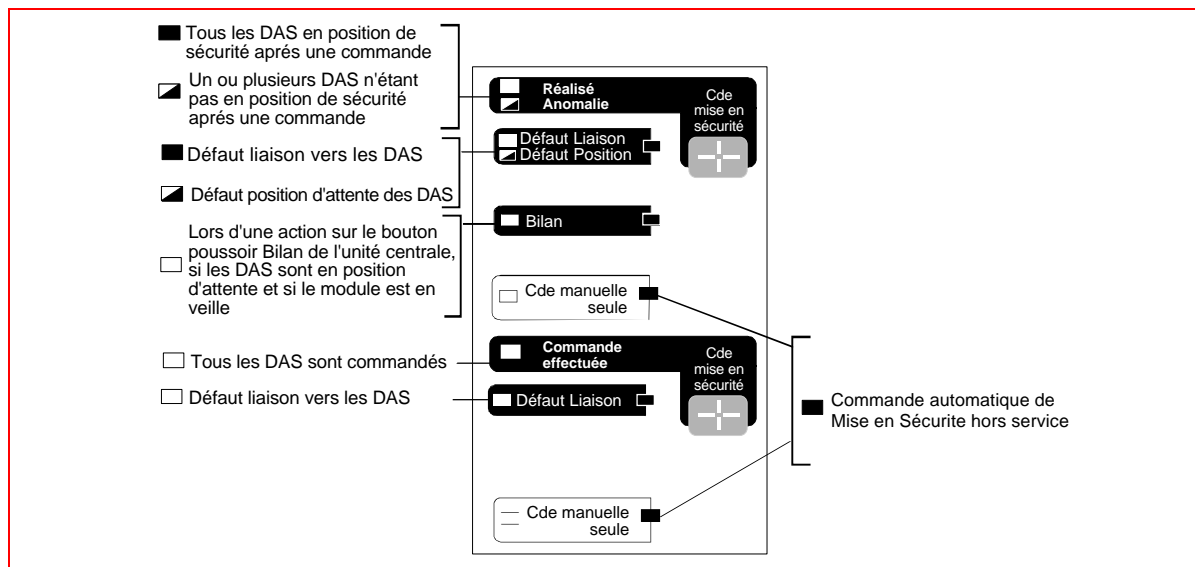 Tous les DAS en position de
sécurité aprés une commande
Un ou plusieurs DAS n'étant
pas en position de sécurité
aprés une commande
Défaut liaison vers les DAS
Défaut position d'attente des DAS
Lors d'une action sur le bouton
poussoir Bilan de l'unité centrale,
si les DAS sont en position
d'attente et si le module est en
veille
Tous les DAS sont commandés
Défaut liaison vers les DAS
Réalisé
Anomalie
Cde
mise en
sécurité
Défaut Liaison
Défaut Position
Bilan
Cde manuelle
seule
Commande
effectuée
Cde
mise en
sécurité
Défaut Liaison
Cde manuelle
seule
Commande automatique de
Mise en Sécurite hors service